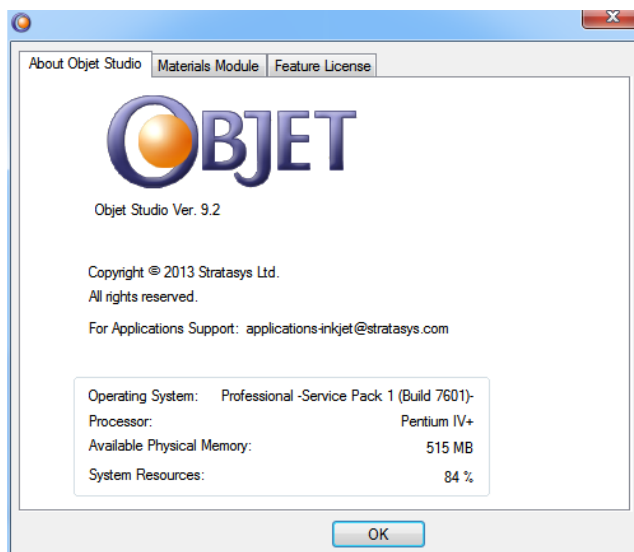 X
About Objet Studio Materials Module Feature License
OBJET
Objet Studio Ver. 9.2
Copyright © 2013 Stratasys Ltd.
All rights reserved.
For Applications Support: applications-inkjet@stratasys.com
Operating System: Professional -Service Pack 1 (Build 7601)-
Processor: Pentium IV+
Available Physical Memory: 515 MB
System Resources: 84 %
OK